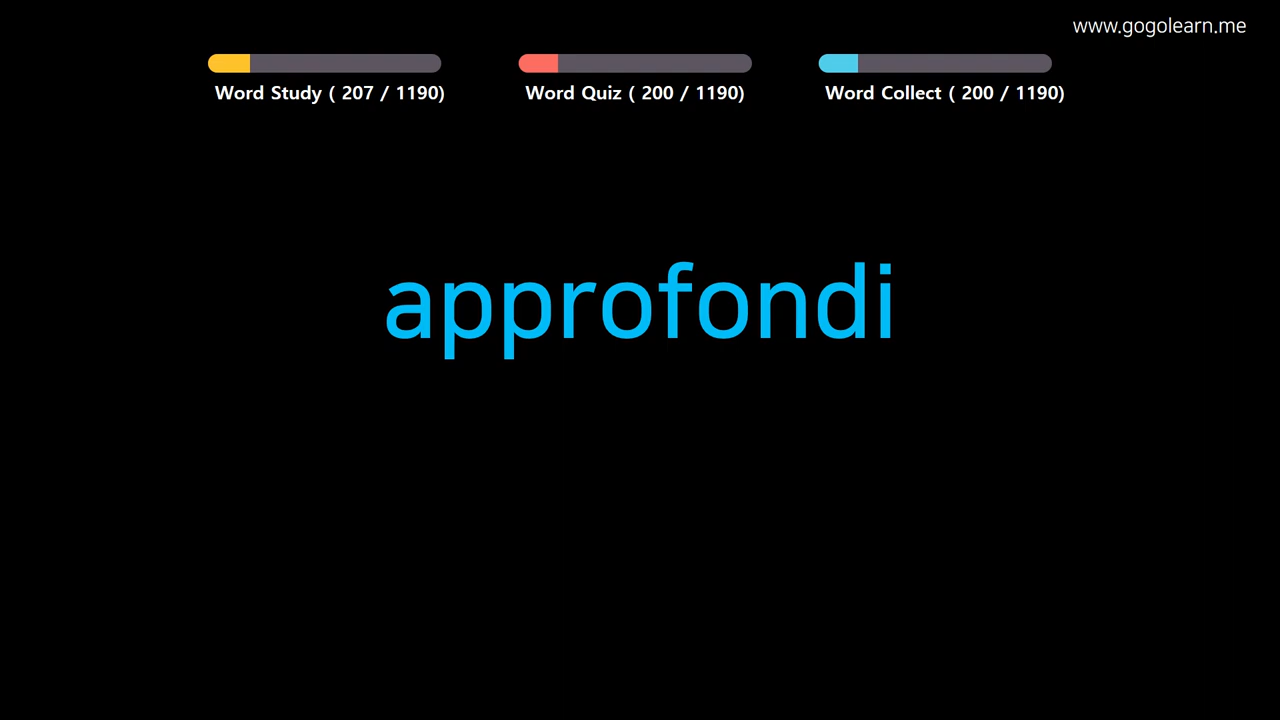 www.gogolearn.me
Word Study ( 207 / 1190)
Word Quiz ( 200 / 1190)
Word Collect ( 200 / 1190)
approfondi